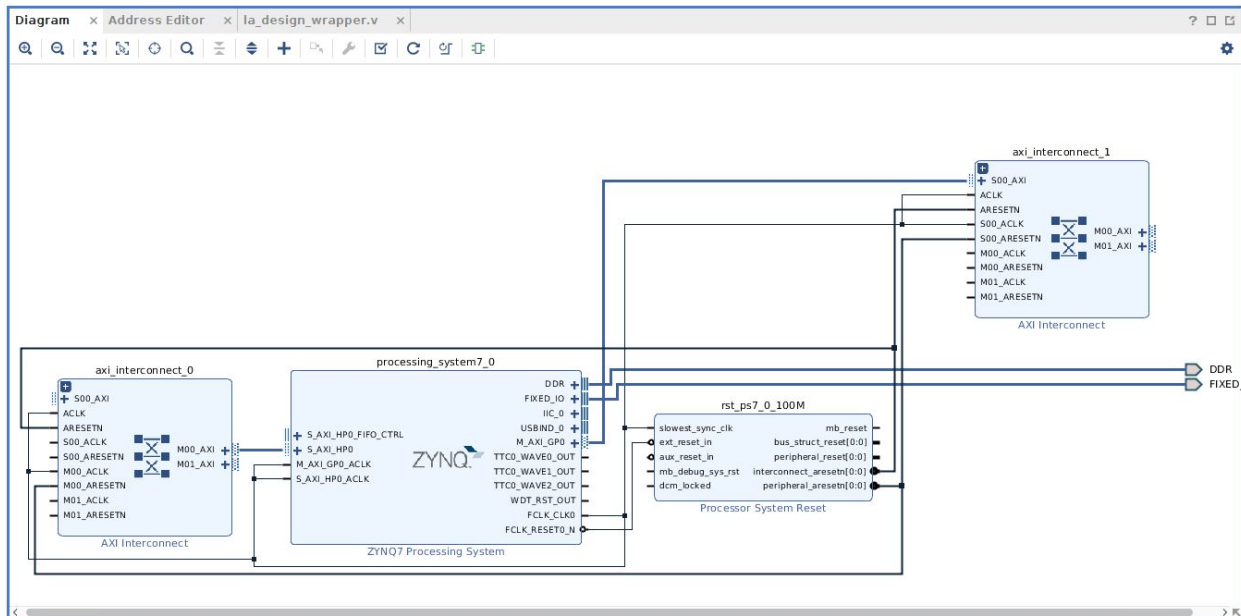 Diagram × Address Editor × la_design_wrapper.v ×
axi_interconnect_1
S00_AXI
ACLK
ARESETN
S00_ACLK
S00_ARESETN
M00_ACLK
M00_ARESETN
M01_ACLK
M01_ARESETN
M00_AXI
M01_AXI
AXI Interconnect
axi_interconnect_0
S00_AXI
ACLK
ARESETN
S00_ACLK
S00_ARESETN
M00_ACLK
M00_ARESETN
M01_ACLK
M01_ARESETN
M00_AXI
M01_AXI
AXI Interconnect
processing_system7_0
S_AXI_HP0_FIFO_CTRL
S_AXI_HP0
M_AXI_GP0_ACLK
S_AXI_HP0_ACLK
ZYNQ
DDR
FIXED_IO
IIC_0
USBIND_0
M_AXI_GP0
TTC0_WAVE0_OUT
TTC0_WAVE1_OUT
TTC0_WAVE2_OUT
WDT_RST_OUT
FCLK_CLK0
FCLK_RESET0_N
ZYNQ7 Processing System
rst_ps7_0_100M
slowest_sync_clk
ext_reset_in
aux_reset_in
mb_debug_sys_rst
dcm_locked
mb_reset
bus_struct_reset[0:0]
peripheral_reset[0:0]
interconnect_aresetn[0:0]
peripheral_aresetn[0:0]
Processor System Reset
DDR
FIXED_